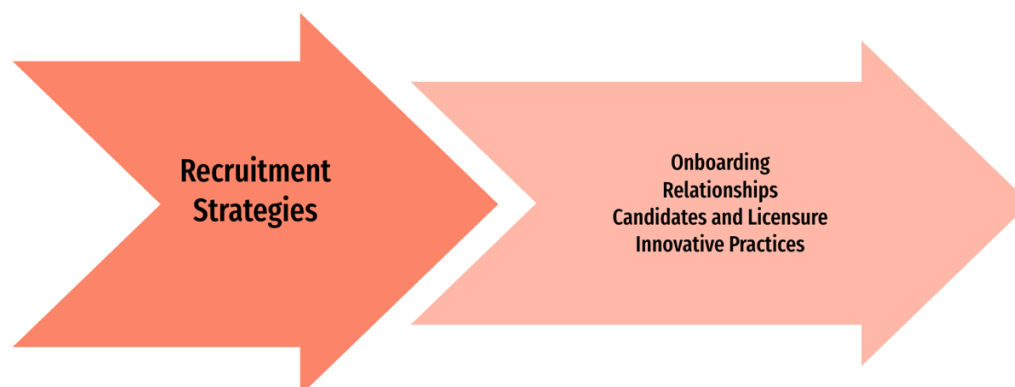 Recruitment
Strategies
Onboarding
Relationships
Candidates and Licensure
Innovative Practices